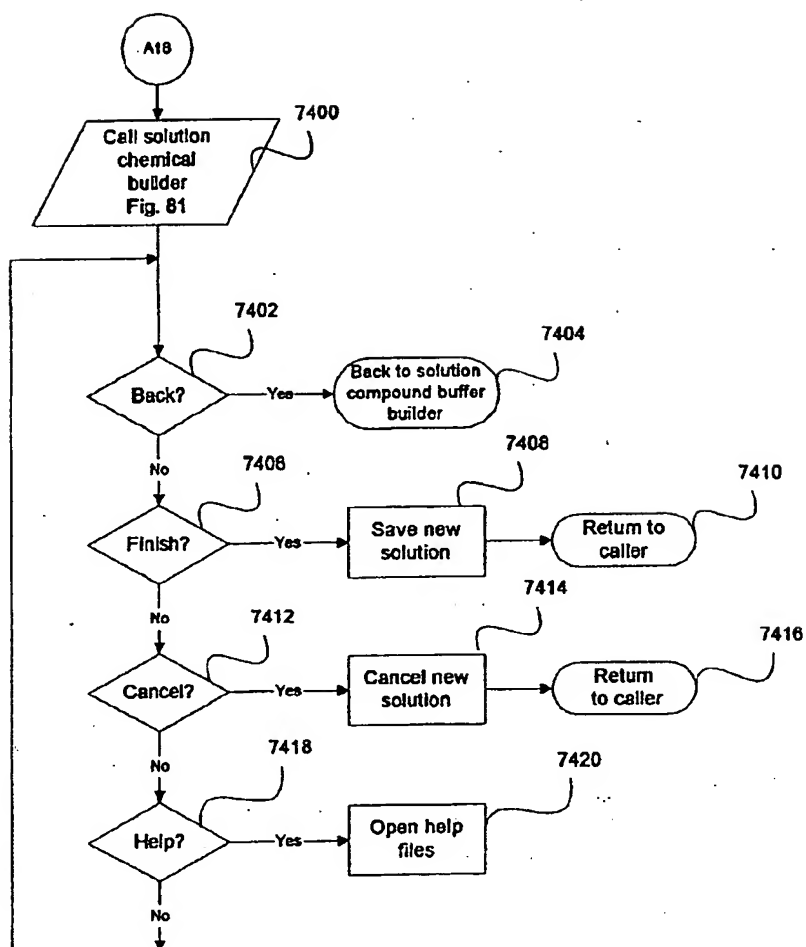 A18
7400
Call solution
chemical
builder
Fig. 81
7402
7404
Back?
Yes
Back to solution
compound buffer
builder
No
7406
7408
7410
Finish?
Yes
Save new
solution
Return to
caller
No
7412
7414
7416
Cancel?
Yes
Cancel new
solution
Return
to caller
No
7418
7420
Help?
Yes
Open help
files
No